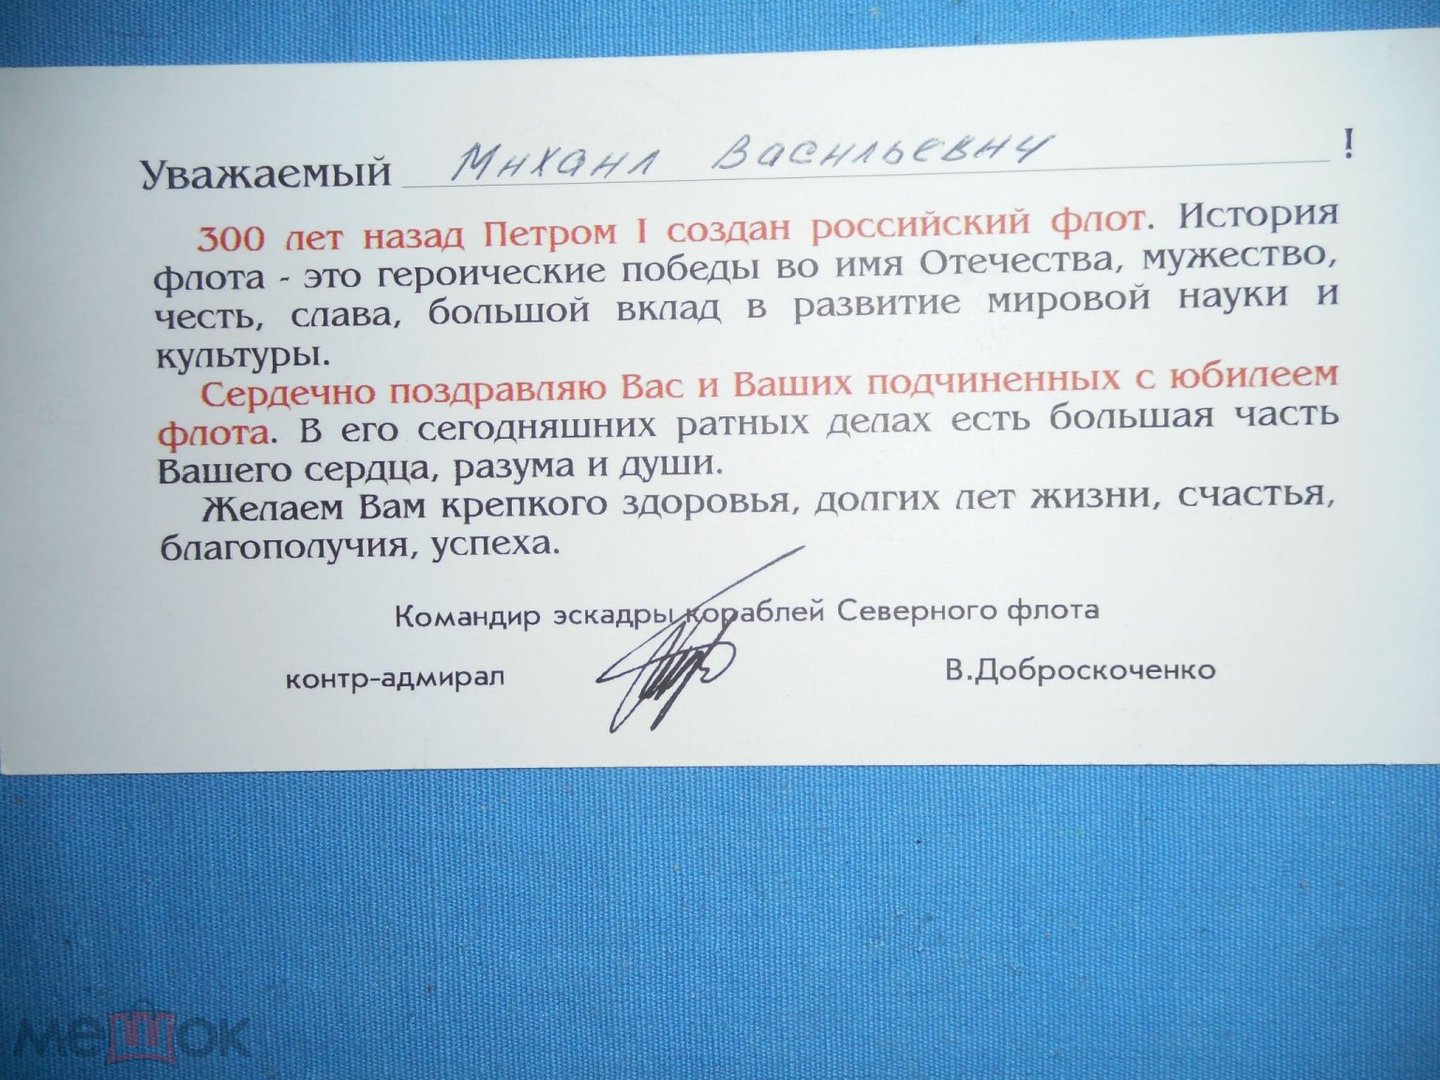 Уважаемый Михаил Васильевич !
300 лет назад Петром I создан российский флот. История
флота - это героические победы во имя Отечества, мужество,
честь, слава, большой вклад в развитие мировой науки и
культуры.
Сердечно поздравляю Вас и Ваших подчиненных с юбилеем
флота. В его сегодняшних ратных делах есть большая часть
Вашего сердца, разума и души.
Желаем Вам крепкого здоровья, долгих лет жизни, счастья,
благополучия, успеха.
Командир эскадры кораблей Северного флота
контр-адмирал В.Доброскоченко
мешок